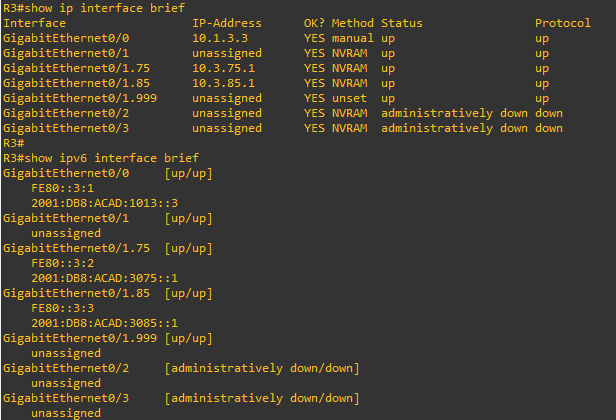 R3#show ip interface brief
Interface IP-Address OK? Method Status Protocol
GigabitEthernet0/0 10.1.3.3 YES manual up up
GigabitEthernet0/1 unassigned YES NVRAM up up
GigabitEthernet0/1.75 10.3.75.1 YES NVRAM up up
GigabitEthernet0/1.85 10.3.85.1 YES NVRAM up up
GigabitEthernet0/1.999 unassigned YES unset up up
GigabitEthernet0/2 unassigned YES NVRAM administratively down down
GigabitEthernet0/3 unassigned YES NVRAM administratively down down
R3#
R3#show ipv6 interface brief
GigabitEthernet0/0 [up/up]
FE80::3:1
2001:DB8:ACAD:1013::3
GigabitEthernet0/1 [up/up]
unassigned
GigabitEthernet0/1.75 [up/up]
FE80::3:2
2001:DB8:ACAD:3075::1
GigabitEthernet0/1.85 [up/up]
FE80::3:3
2001:DB8:ACAD:3085::1
GigabitEthernet0/1.999 [up/up]
unassigned
GigabitEthernet0/2 [administratively down/down]
unassigned
GigabitEthernet0/3 [administratively down/down]
unassigned